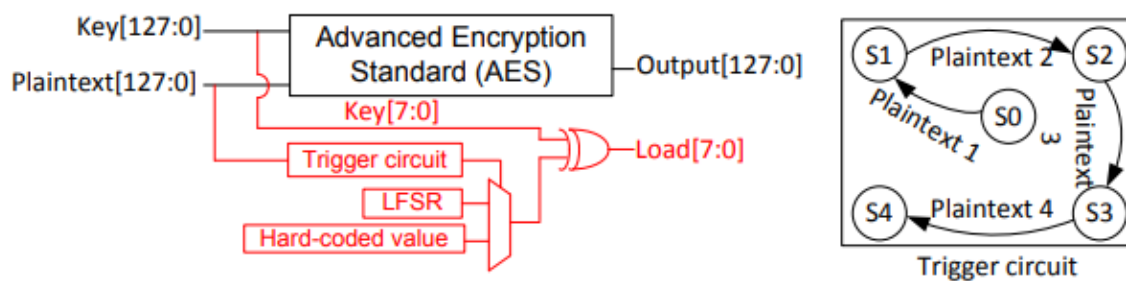 Key[127:0]
Plaintext[127:0]
Advanced Encryption
Standard (AES)
Output[127:0]
Key[7:0]
Trigger circuit
LFSR
Hard-coded value
Load[7:0]
S1
Plaintext 2
S2
Plaintext 1
S0
Plaintext 3
S4
Plaintext 4
S3
Trigger circuit